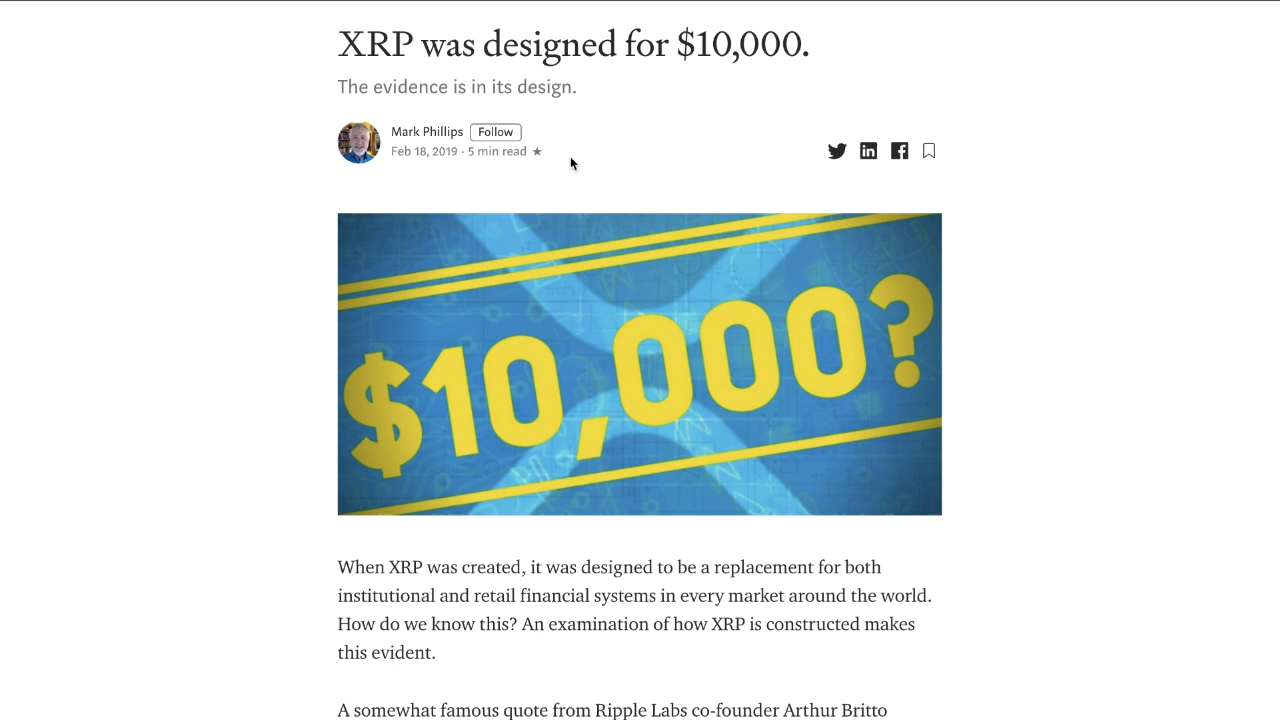 XRP was designed for $10,000.
The evidence is in its design.
Mark Phillips Follow
Feb 18, 2019 · 5 min read ★
$10,000?
When XRP was created, it was designed to be a replacement for both
institutional and retail financial systems in every market around the world.
How do we know this? An examination of how XRP is constructed makes
this evident.
A somewhat famous quote from Ripple Labs co-founder Arthur Britto